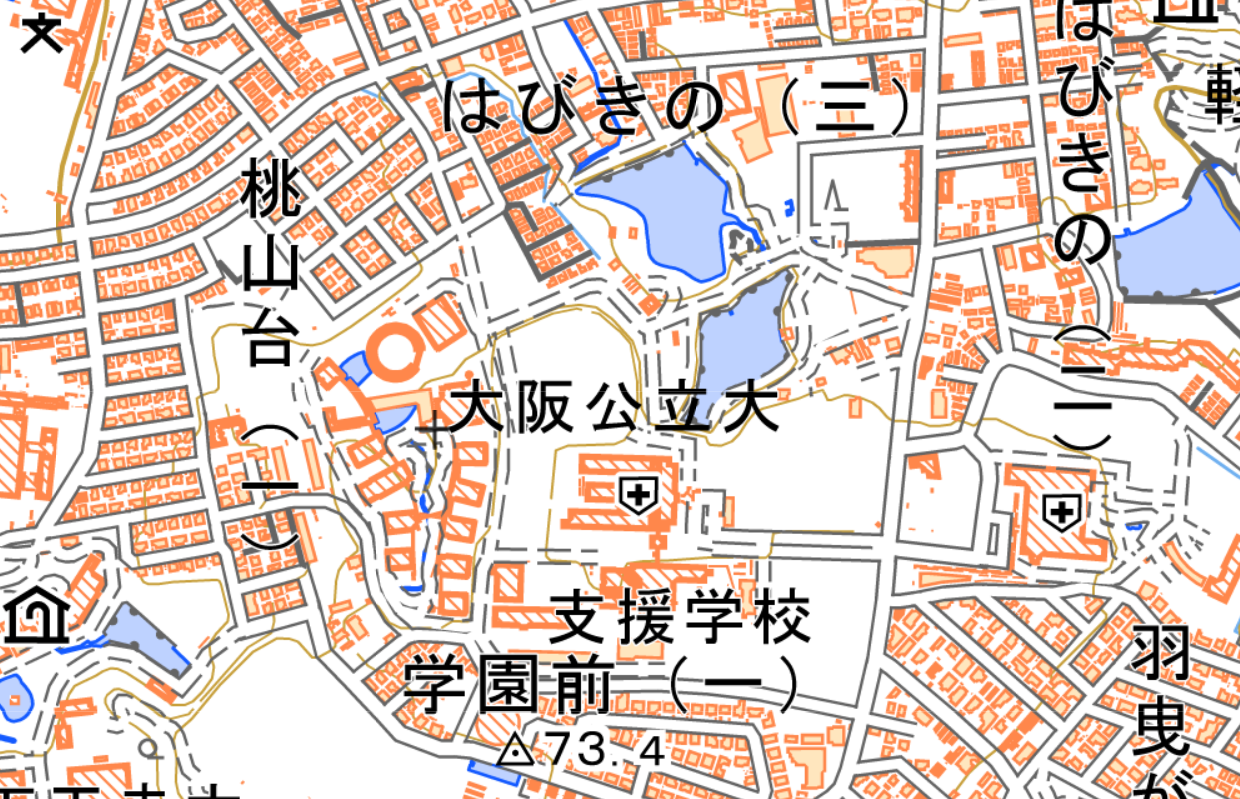 はびきの（三）
はびきの（二）
軽
桃山台（一）
大阪公立大
支援学校
学園前（一）
73.4
羽曳が